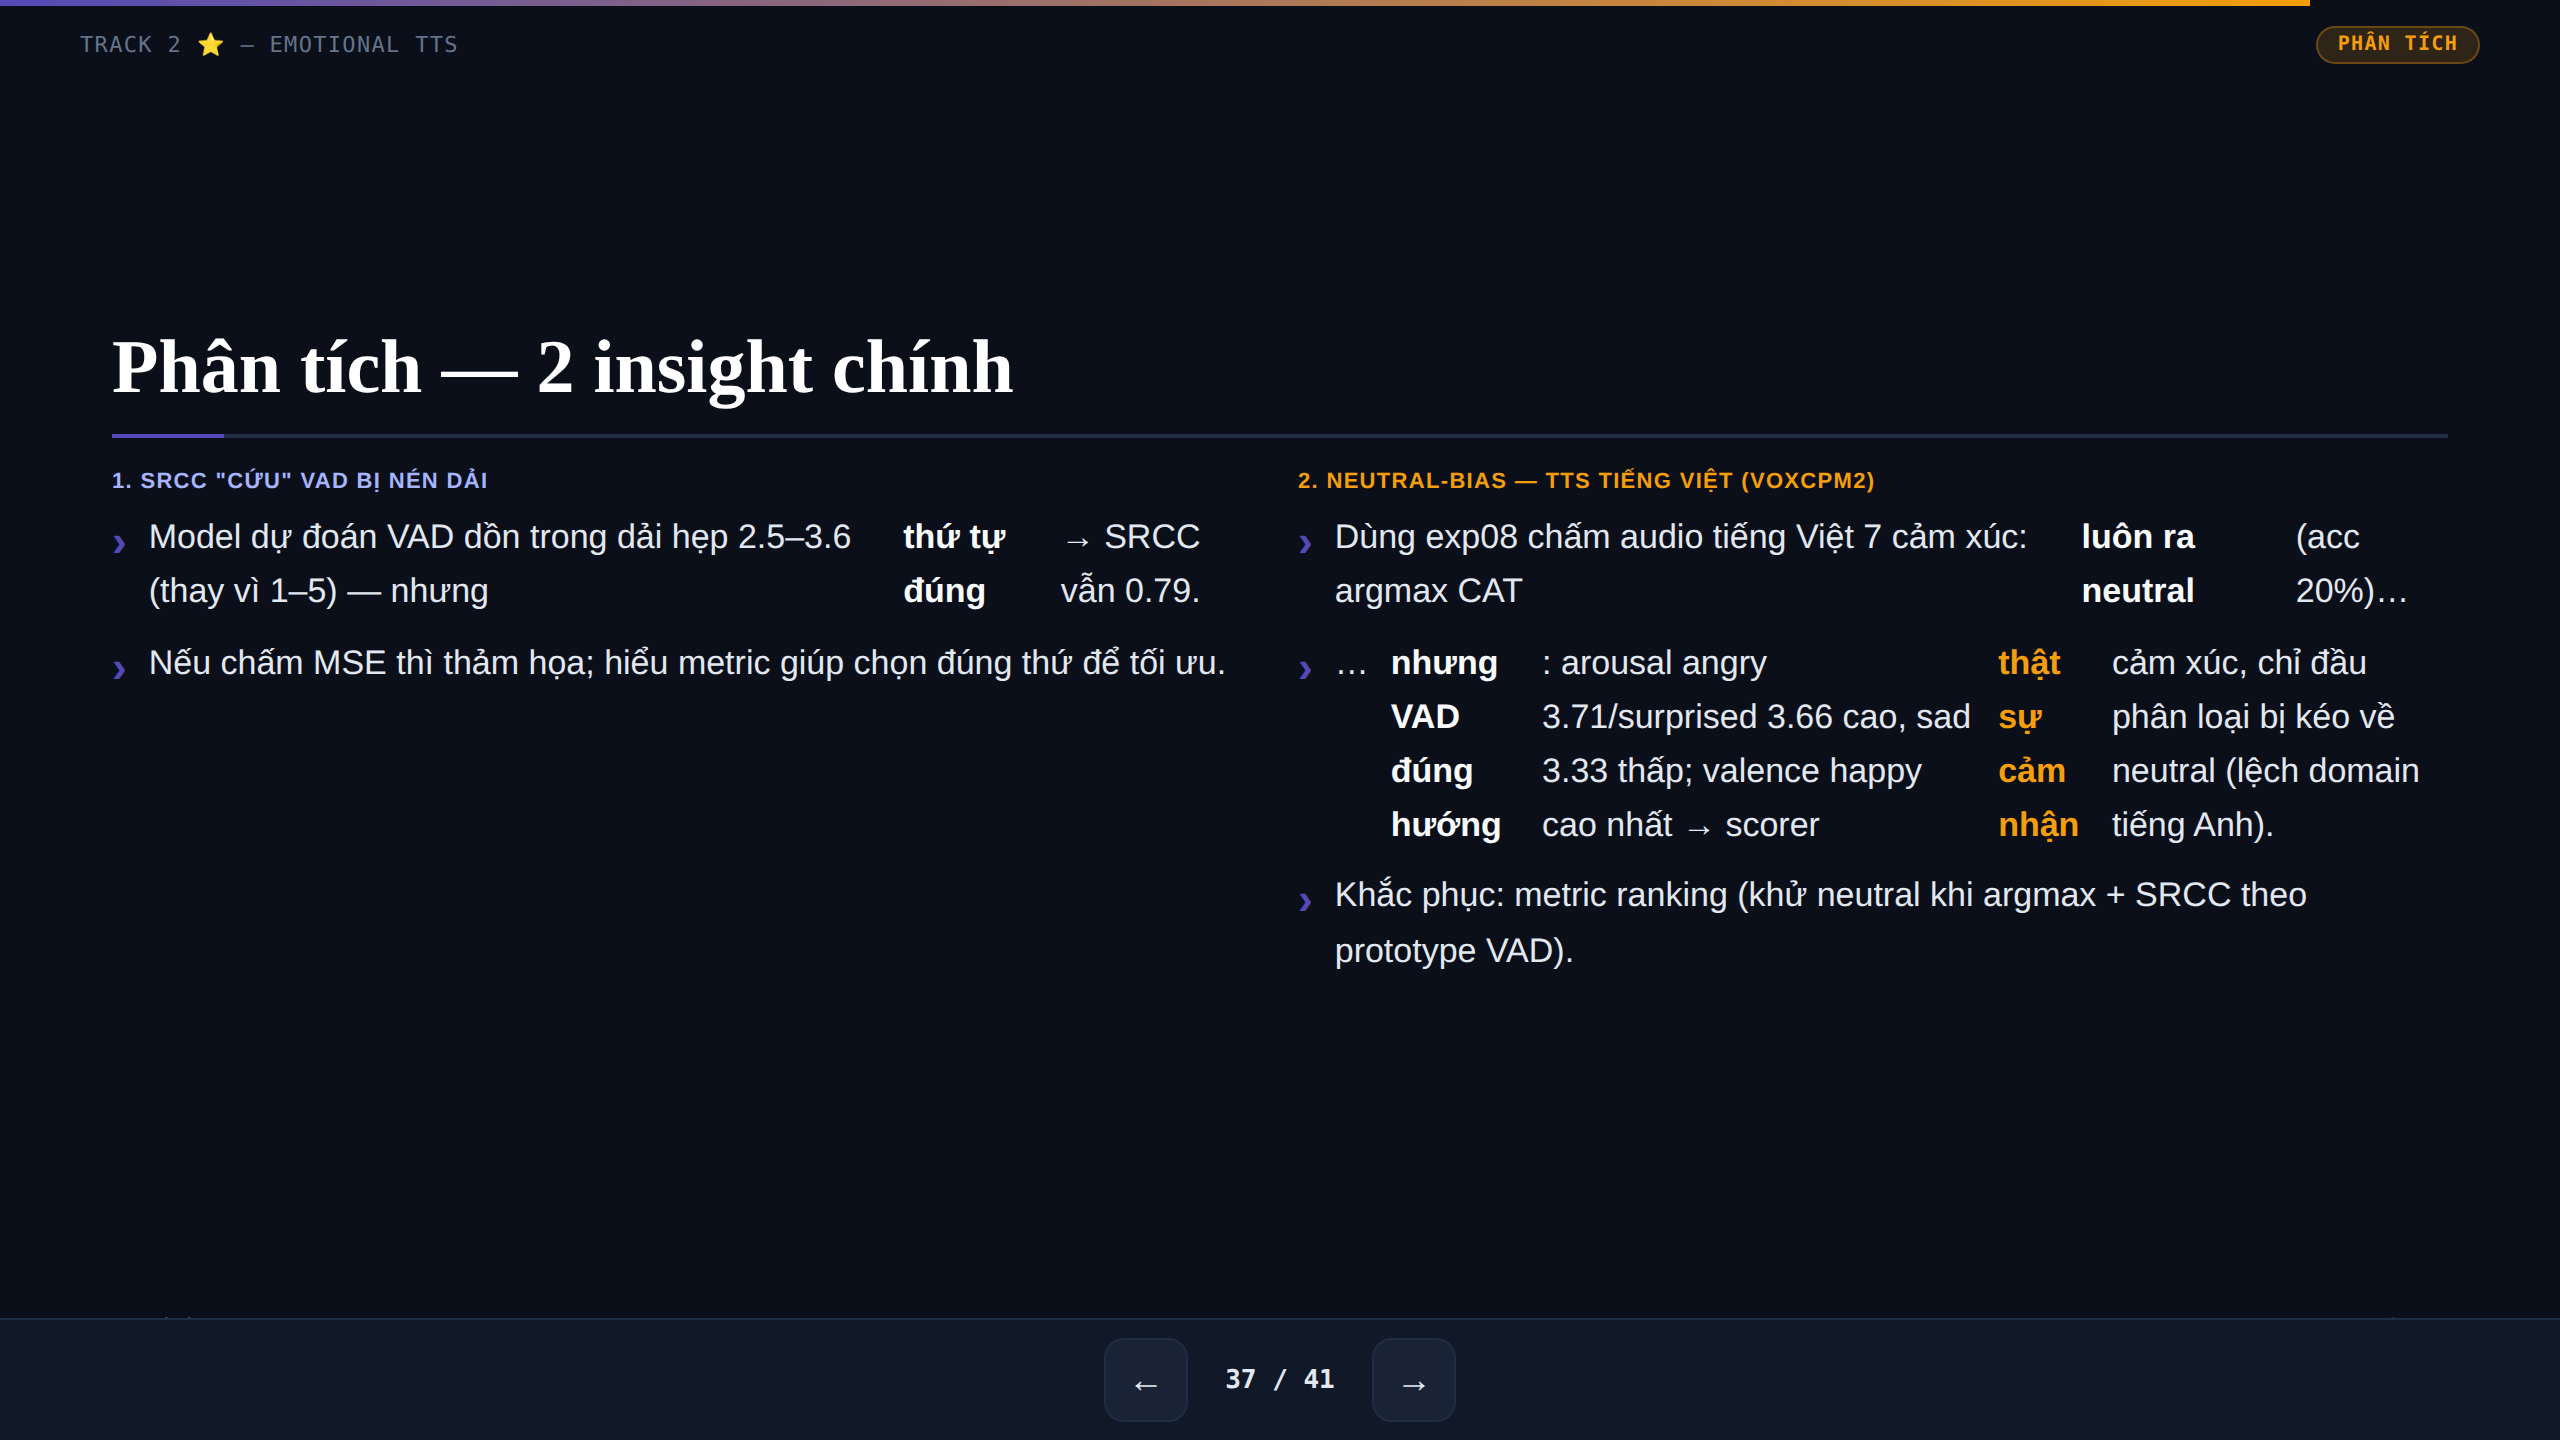 TRACK 2 ⭐ — EMOTIONAL TTS
PHÂN TÍCH
Phân tích — 2 insight chính
1. SRCC "CỨU" VAD BỊ NÉN DẢI
› Model dự đoán VAD dồn trong dải hẹp 2.5–3.6 thứ tự → SRCC
(thay vì 1–5) — nhưng đúng vẫn 0.79.
› Nếu chấm MSE thì thảm họa; hiểu metric giúp chọn đúng thứ để tối ưu.
2. NEUTRAL-BIAS — TTS TIẾNG VIỆT (VOXCPM2)
› Dùng exp08 chấm audio tiếng Việt 7 cảm xúc: luôn ra (acc
argmax CAT neutral 20%)…
› … nhưng : arousal angry thật cảm xúc, chỉ đầu
VAD 3.71/surprised 3.66 cao, sad sự phân loại bị kéo về
đúng 3.33 thấp; valence happy cảm neutral (lệch domain
hướng cao nhất → scorer nhận tiếng Anh).
› Khắc phục: metric ranking (khử neutral khi argmax + SRCC theo
prototype VAD).
← 37 / 41 →